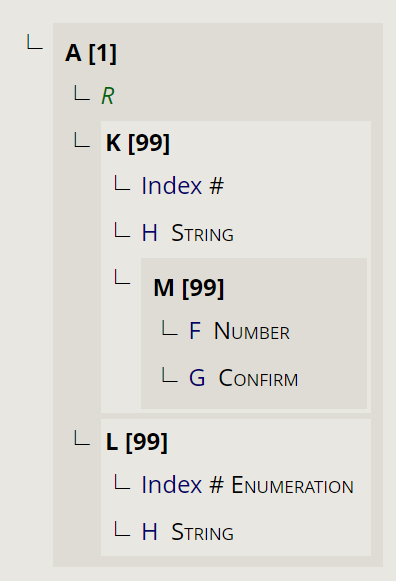 A [1]
R
K [99]
Index #
H String
M [99]
F Number
G Confirm
L [99]
Index # Enumeration
H String